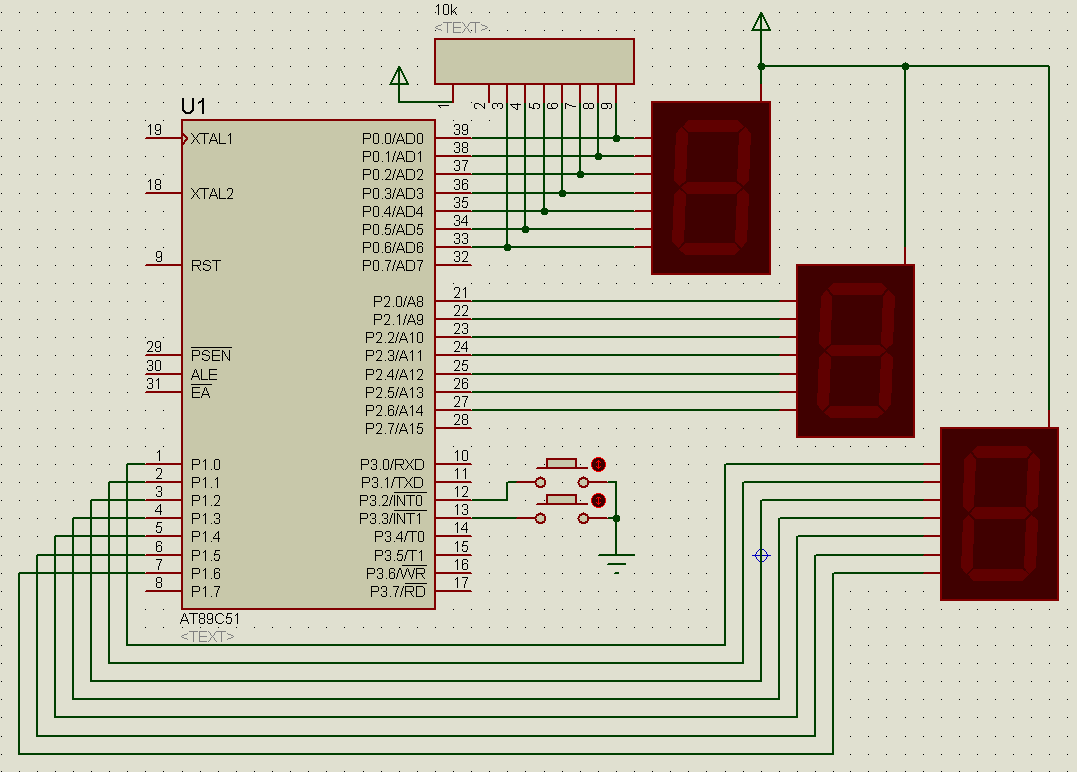 10k
<TEXT>
1 2 3 4 5 6 7 8 9
U1
19 XTAL1 P0.0/AD0 39
P0.1/AD1 38
P0.2/AD2 37
18 XTAL2 P0.3/AD3 36
P0.4/AD4 35
P0.5/AD5 34
P0.6/AD6 33
9 RST P0.7/AD7 32
P2.0/A8 21
P2.1/A9 22
P2.2/A10 23
29 PSEN P2.3/A11 24
30 ALE P2.4/A12 25
31 EA P2.5/A13 26
P2.6/A14 27
P2.7/A15 28
1 P1.0 P3.0/RXD 10
2 P1.1 P3.1/TXD 11
3 P1.2 P3.2/INT0 12
4 P1.3 P3.3/INT1 13
5 P1.4 P3.4/T0 14
6 P1.5 P3.5/T1 15
7 P1.6 P3.6/WR 16
8 P1.7 P3.7/RD 17
AT89C51
<TEXT>